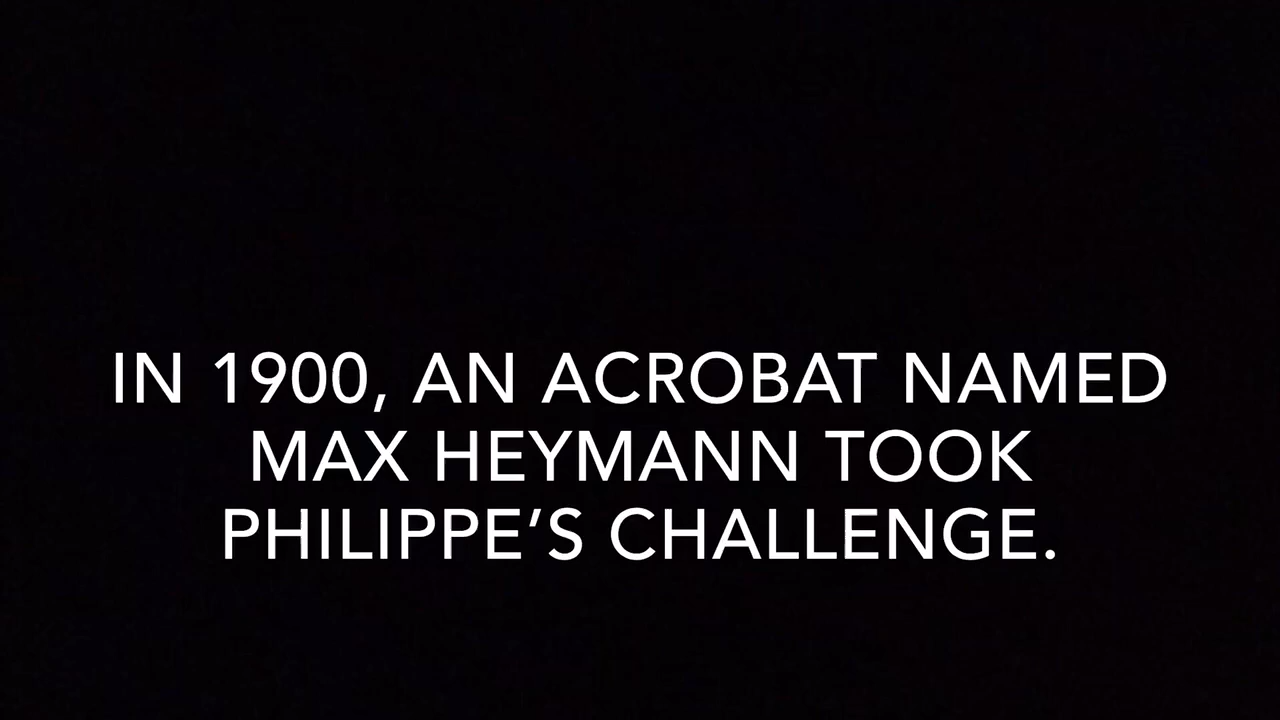 IN 1900, AN ACROBAT NAMED
MAX HEYMANN TOOK
PHILIPPE’S CHALLENGE.